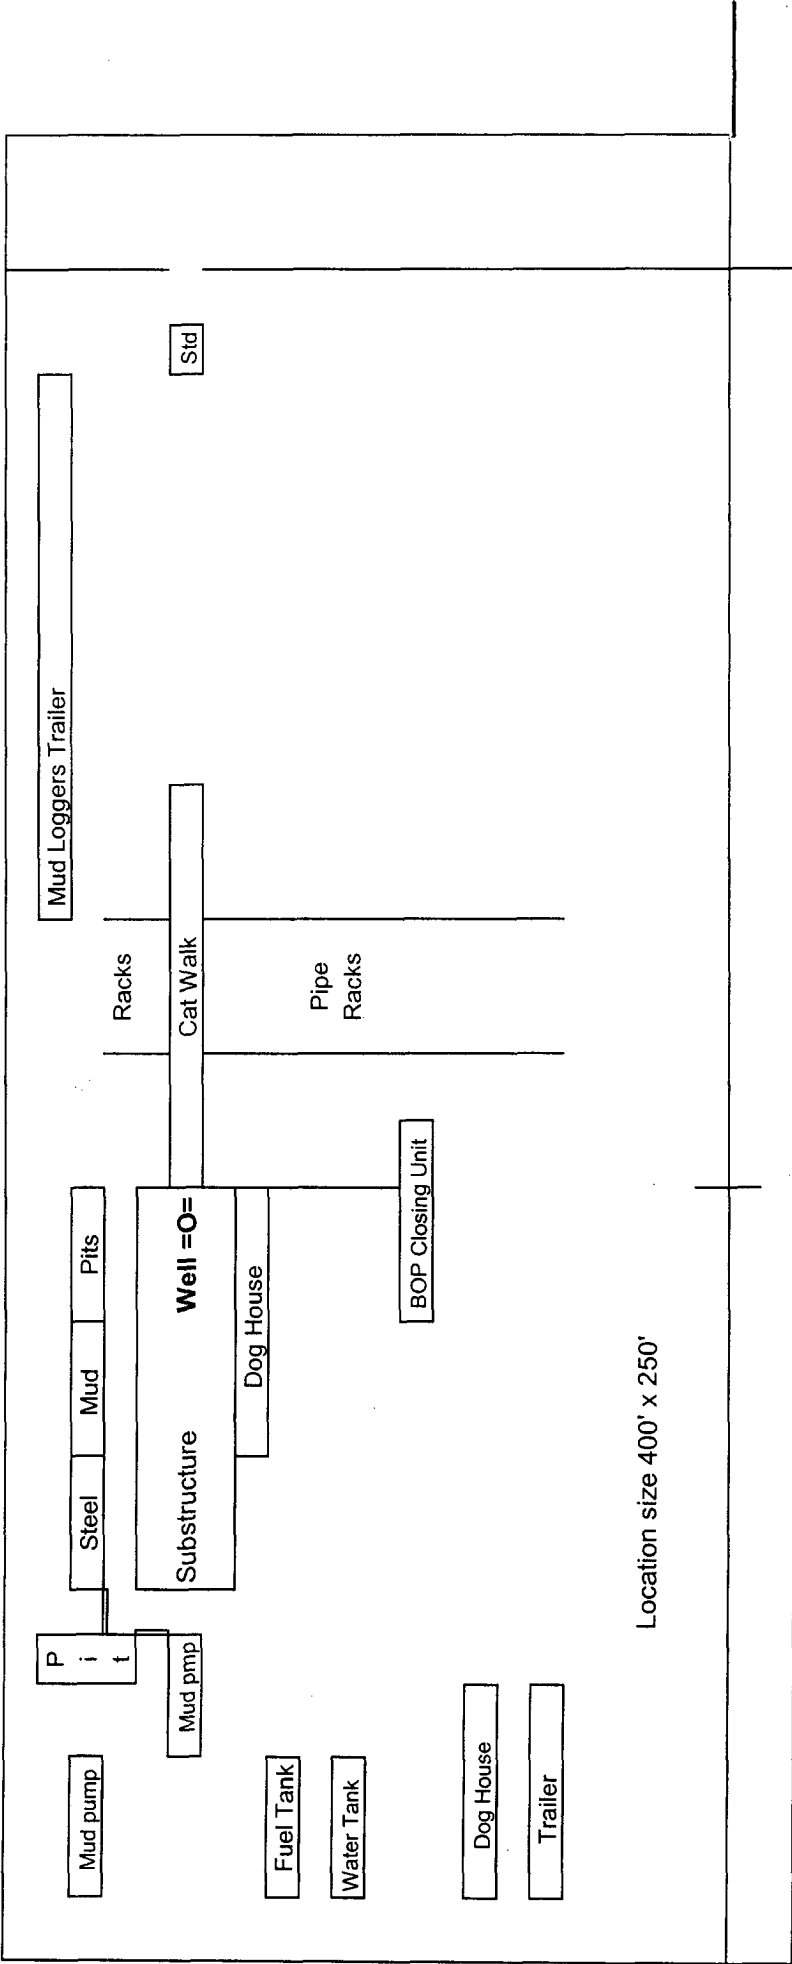 Mud Loggers Trailer
Std
Racks
Cat Walk
Pipe
Racks
Steel
Mud
Pits
P
i
t
Substructure
Well =O=
Dog House
BOP Closing Unit
Mud pump
Mud pmp
Fuel Tank
Water Tank
Dog House
Trailer
Location size 400' x 250'